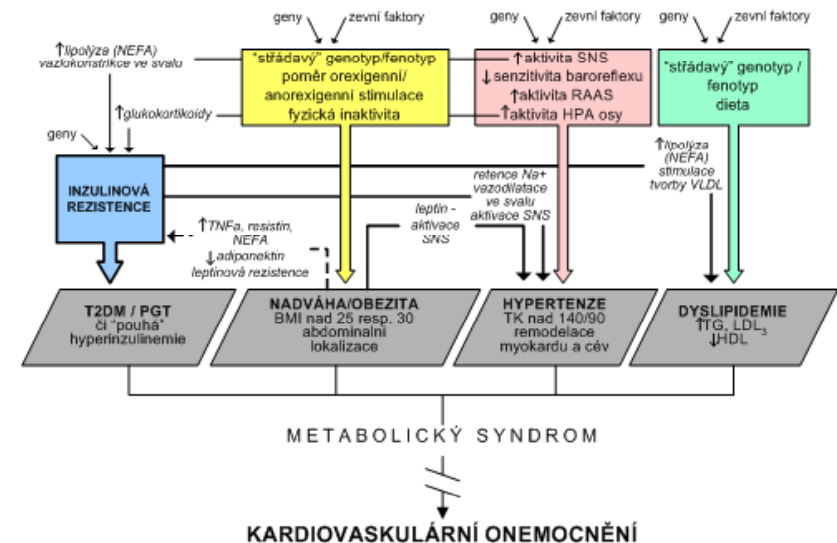 geny
zevní faktory
geny
zevní faktory
geny
zevní faktory
↑lipolýza (NEFA)
vazokonstrikce ve svalu
↑glukokortikoidy
geny
"střádavý" genotyp/fenotyp
poměr orexigenní/
anorexigenní stimulace
fyzická inaktivita
↑aktivita SNS
↓senzitivita baroreflexu
↑aktivita RAAS
↑aktivita HPA osy
"střádavý" genotyp /
fenotyp
dieta
INZULINOVÁ
REZISTENCE
↑TNFa, resistin,
NEFA
↓adiponektin
leptinová rezistence
leptin -
aktivace
SNS
retence Na+
vazodilatace
ve svalu
aktivace SNS
↑lipolýza
(NEFA)
stimulace
tvorby VLDL
T2DM / PGT
či "pouhá"
hyperinzulinemie
NADVÁHA/OBEZITA
BMI nad 25 resp. 30
abdominalni
lokalizace
HYPERTENZE
TK nad 140/90
remodelace
myokardu a cév
DYSLIPIDEMIE
↑TG, LDL3
↓HDL
METABOLICKÝ SYNDROM
KARDIOVASKULÁRNÍ ONEMOCNĚNÍ